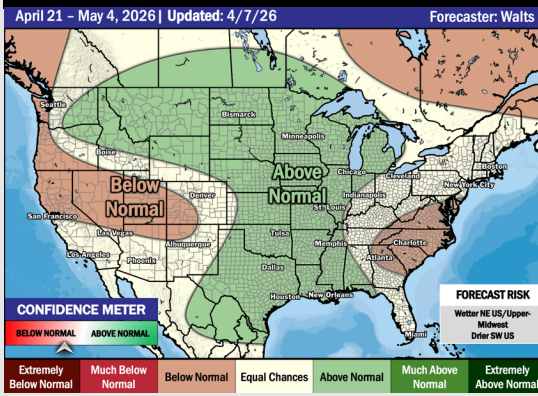 April 21 – May 4, 2026 | Updated: 4/7/26
Forecaster: Walts
Seattle
Bismarck
Minneapolis
Boise
Boston
Chicago
Cleveland
New York City
Above
Normal
Below
Normal
Denver
Indianapolis
St. Louis
San Francisco
Las Vegas
Tulsa
Memphis
Charlotte
Albuquerque
Los Angeles
Phoenix
Atlanta
Dallas
Houston
New Orleans
Miami
CONFIDENCE METER
BELOW NORMAL
ABOVE NORMAL
FORECAST RISK
Wetter NE US/Upper-
Midwest
Drier SW US
Extremely
Below Normal
Much Below
Normal
Below Normal
Equal Chances
Above Normal
Much Above
Normal
Extremely
Above Normal